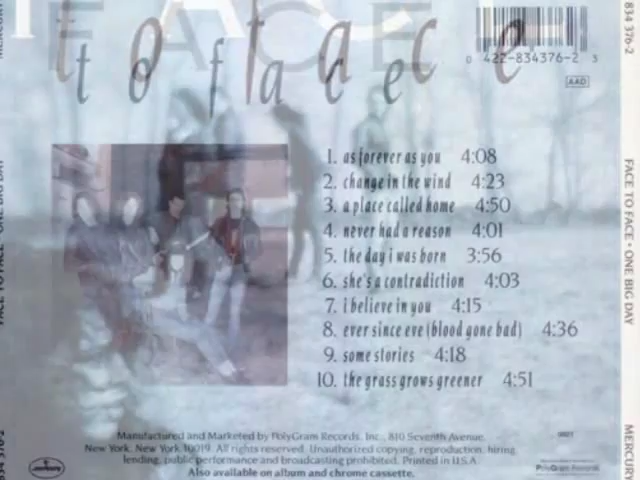 FACE
to face
to face
0 422-834376-2 3
AAD
1. as forever as you 4:08
2. change in the wind 4:23
3. a place called home 4:50
4. never had a reason 4:01
5. the day i was born 3:56
6. she's a contradiction 4:03
7. i believe in you 4:15
8. ever since eve (blood gone bad) 4:36
9. some stories 4:18
10. the grass grows greener 4:51
Manufactured and Marketed by PolyGram Records, Inc., 810 Seventh Avenue,
New York, New York 10019. All rights reserved. Unauthorized copying, reproduction, hiring,
lending, public performance and broadcasting prohibited. Printed in U.S.A.
Also available on album and chrome cassette.
PolyGram Records
834 376-2
FACE TO FACE • ONE BIG DAY
MERCURY
MERCURY
FACE TO FACE • ONE BIG DAY
834 376-2